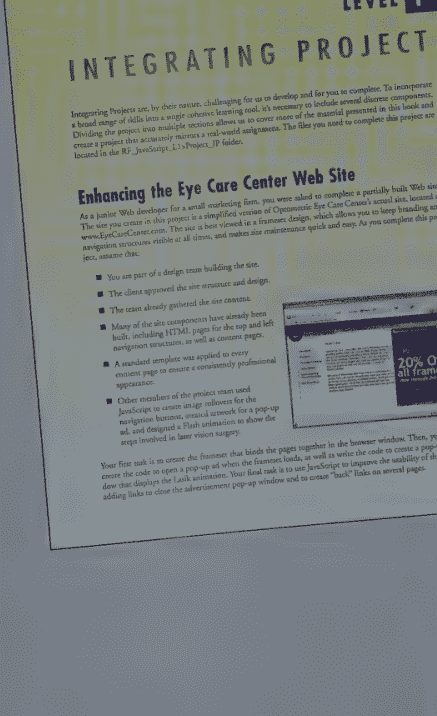 LEVEL 1
INTEGRATING PROJECT
Integrating Projects are, by their nature, challenging for us to develop and for you to complete. To incorporate
a broad range of skills into a single cohesive learning tool, it's necessary to include several discrete components.
Dividing the project into multiple sections allows us to cover more of the material presented in this book and
create a project that accurately mirrors a real-world assignment. The files you need to complete this project are
located in the RF_JavaScript_L1>Project_IP folder.
Enhancing the Eye Care Center Web Site
As a junior Web developer for a small marketing firm, you were asked to complete a partially built Web site.
The site you create in this project is a simplified version of Optometric Eye Care Center's actual site, located
www.EyeCareCenter.com. The site is best viewed in a frameset design, which allows you to keep branding
navigation structures visible at all times, and makes site maintenance quick and easy. As you complete this
ject, assume that:
■ You are part of a design team building the site.
■ The client approved the site structure and design.
■ The team already gathered the site content.
■ Many of the site components have already been
built, including HTML pages for the top and left
navigation structures, as well as content pages.
■ A standard template was applied to every
content page to ensure a consistently professional
appearance.
■ Other members of the project team used
JavaScript to create image rollovers for the
navigation buttons, created artwork for a pop-up
ad, and designed a Flash animation to show the
steps involved in laser vision surgery.
20% O
all fram
Your first task is to create the frameset that binds the pages together in the browser window. Then,
create the code to open a pop-up ad when the frameset loads, as well as write the code to create a
dow that displays the Lasik animation. Your final task is to use JavaScript to improve the usability of
adding links to close the advertisement pop-up window and to create "back" links on several pages.